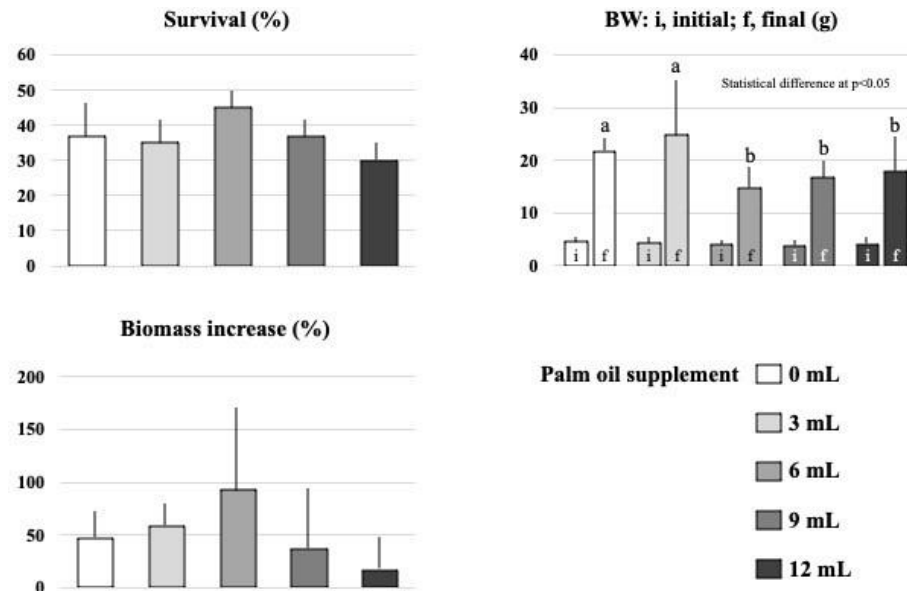 Survival (%)
60
50
40
30
20
10
0
BW: i, initial; f, final (g)
40
30
20
10
0
Statistical difference at p<0.05
a
a
b
b
b
i f i f i f i f i f
Biomass increase (%)
200
150
100
50
0
Palm oil supplement 0 mL
3 mL
6 mL
9 mL
12 mL